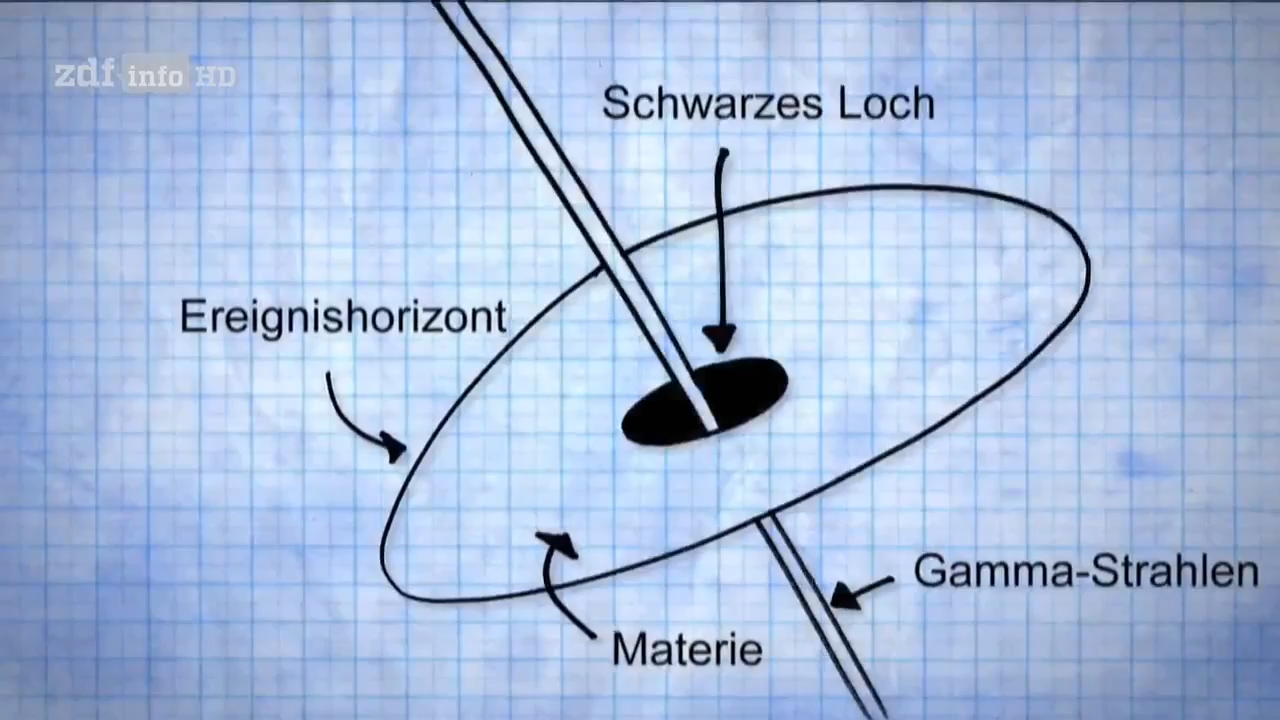 zdf info HD
Schwarzes Loch
Ereignishorizont
Gamma-Strahlen
Materie